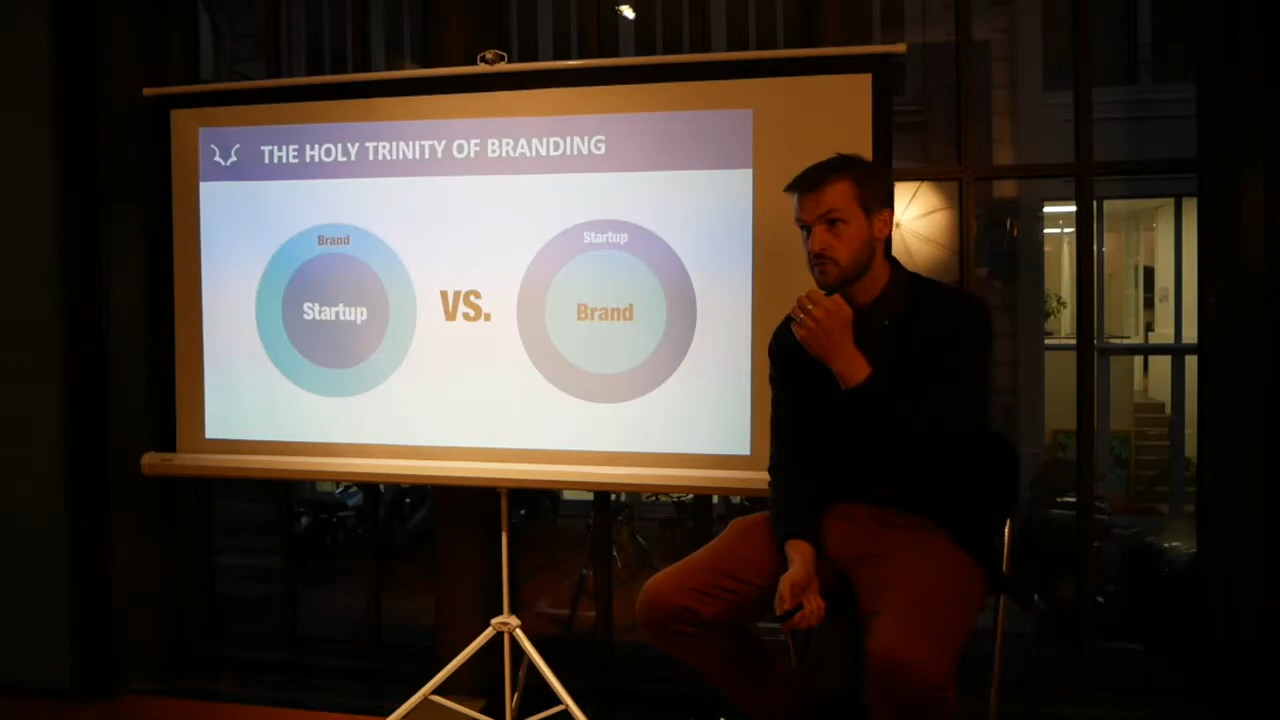 THE HOLY TRINITY OF BRANDING
Brand
Startup
VS.
Startup
Brand